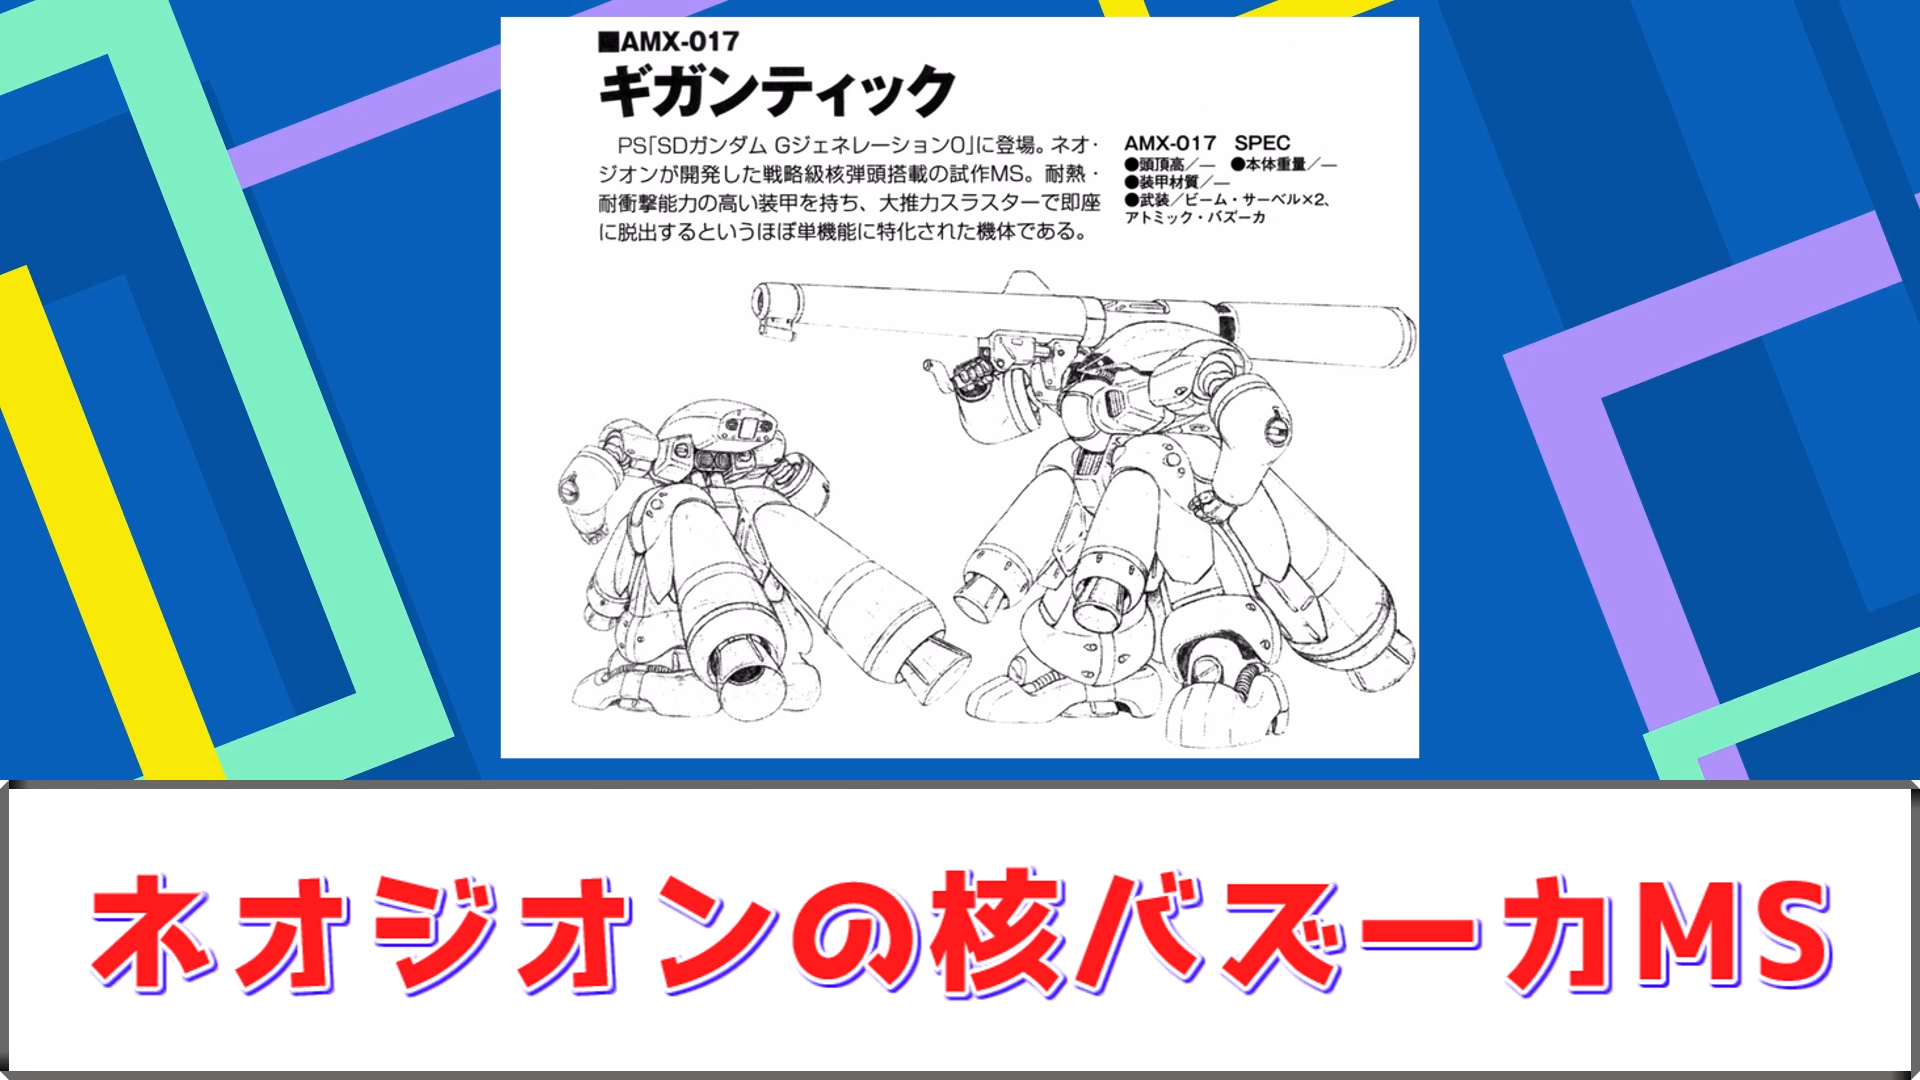 ■AMX-017
ギガンティック
PS「SDガンダム Gジェネレーション0」に登場。ネオ・
ジオンが開発した戦略級核弾頭搭載の試作MS。耐熱・
耐衝撃能力の高い装甲を持ち、大推力スラスターで即座
に脱出するというほぼ単機能に特化された機体である。
AMX-017 SPEC
●頭頂高/― ●本体重量/―
●装甲材質/―
●武装/ビーム・サーベル×2、
アトミック・バズーカ
ネオジオンの核バズーカMS